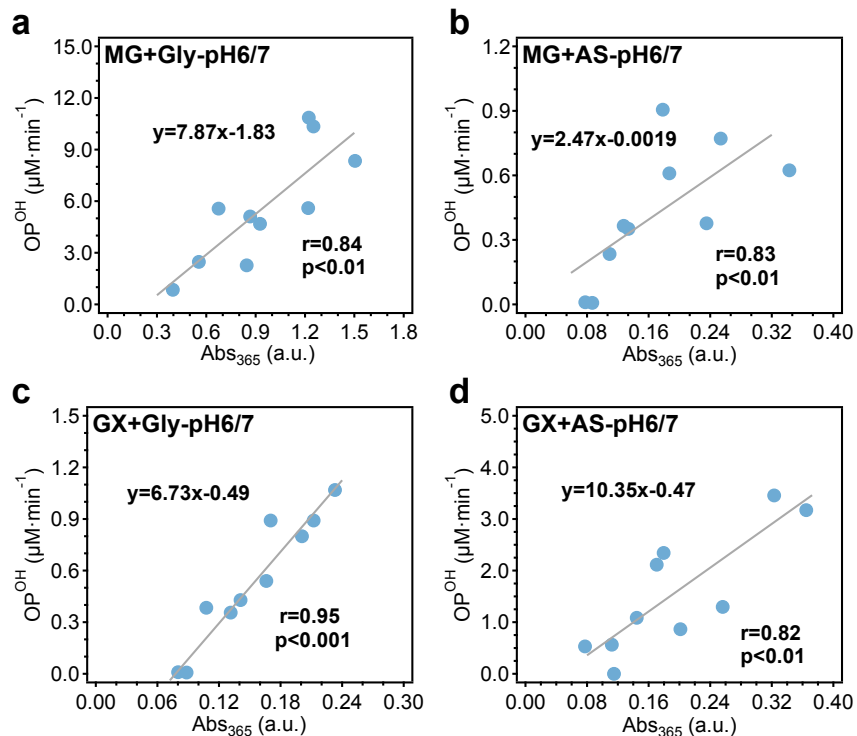 a
MG+Gly-pH6/7
15.0
12.0
9.0
6.0
3.0
0.0
OP^OH (μM·min⁻¹)
y=7.87x-1.83
r=0.84
p<0.01
0.0 0.3 0.6 0.9 1.2 1.5 1.8
Abs₃₆₅ (a.u.)
b
MG+AS-pH6/7
1.2
0.9
0.6
0.3
0.0
OP^OH (μM·min⁻¹)
y=2.47x-0.0019
r=0.83
p<0.01
0.00 0.08 0.16 0.24 0.32 0.40
Abs₃₆₅ (a.u.)
c
GX+Gly-pH6/7
1.5
1.2
0.9
0.6
0.3
0.0
OP^OH (μM·min⁻¹)
y=6.73x-0.49
r=0.95
p<0.001
0.00 0.06 0.12 0.18 0.24 0.30
Abs₃₆₅ (a.u.)
d
GX+AS-pH6/7
5.0
4.0
3.0
2.0
1.0
0.0
OP^OH (μM·min⁻¹)
y=10.35x-0.47
r=0.82
p<0.01
0.00 0.08 0.16 0.24 0.32 0.40
Abs₃₆₅ (a.u.)